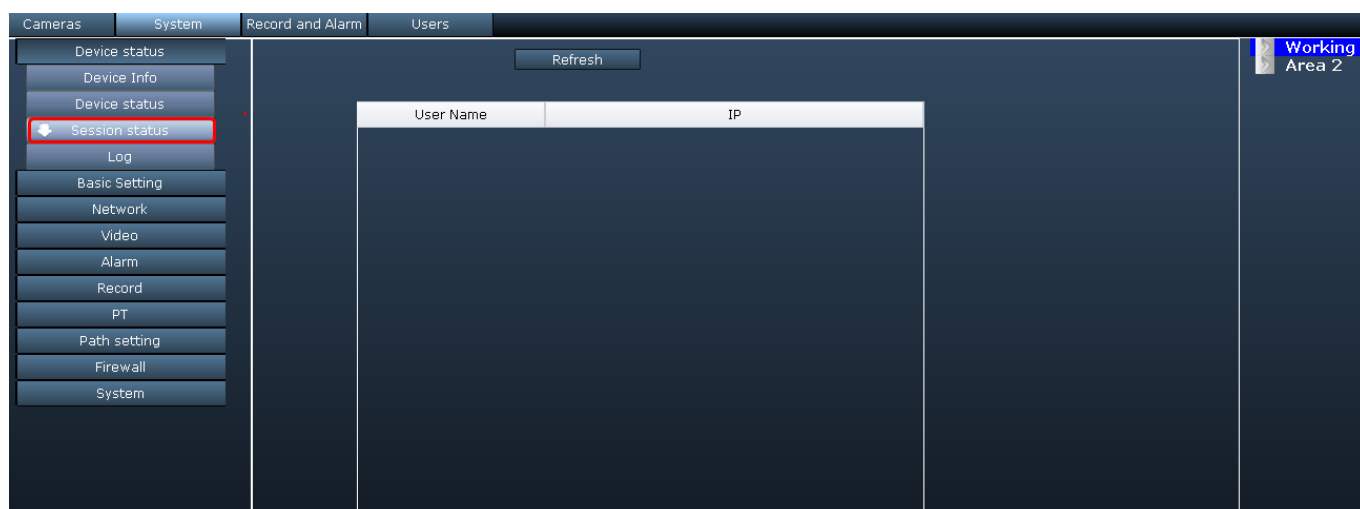 Cameras System Record and Alarm Users
Device status
Device Info
Device status
Session status
Log
Basic Setting
Network
Video
Alarm
Record
PT
Path setting
Firewall
System
Refresh
User Name IP
Working
Area 2